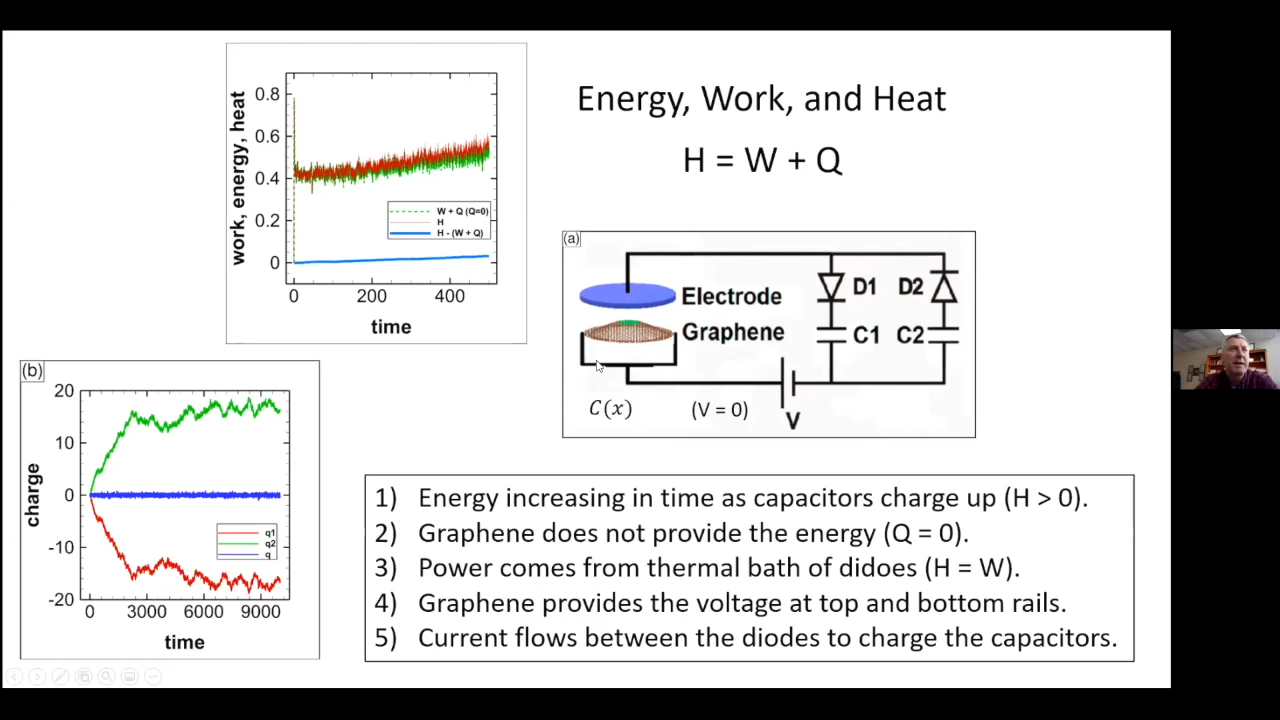 Energy, Work, and Heat
H = W + Q
work, energy, heat
0.8
0.6
0.4
0.2
0
W + Q (Q=0)
H
H - (W + Q)
0 200 400
time
(a)
Electrode
Graphene
D1 D2
C1 C2
C(x) (V = 0)
V
(b)
charge
20
10
0
-10
-20
q1
q2
q
0 3000 6000 9000
time
1) Energy increasing in time as capacitors charge up (H > 0).
2) Graphene does not provide the energy (Q = 0).
3) Power comes from thermal bath of didoes (H = W).
4) Graphene provides the voltage at top and bottom rails.
5) Current flows between the diodes to charge the capacitors.